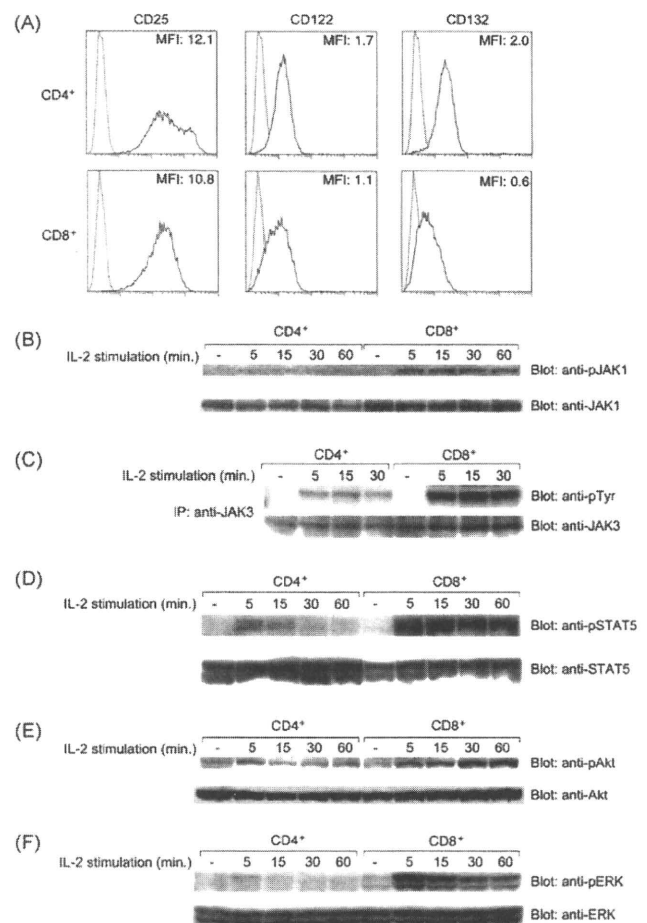 (A)
CD25 CD122 CD132
CD4⁺ MFI: 12.1 MFI: 1.7 MFI: 2.0
CD8⁺ MFI: 10.8 MFI: 1.1 MFI: 0.6
(B)
CD4⁺ CD8⁺
IL-2 stimulation (min.) - 5 15 30 60 - 5 15 30 60
Blot: anti-pJAK1
Blot: anti-JAK1
(C)
CD4⁺ CD8⁺
IL-2 stimulation (min.) - 5 15 30 - 5 15 30
Blot: anti-pTyr
IP: anti-JAK3
Blot: anti-JAK3
(D)
CD4⁺ CD8⁺
IL-2 stimulation (min.) - 5 15 30 60 - 5 15 30 60
Blot: anti-pSTAT5
Blot: anti-STAT5
(E)
CD4⁺ CD8⁺
IL-2 stimulation (min.) - 5 15 30 60 - 5 15 30 60
Blot: anti-pAkt
Blot: anti-Akt
(F)
CD4⁺ CD8⁺
IL-2 stimulation (min.) - 5 15 30 60 - 5 15 30 60
Blot: anti-pERK
Blot: anti-ERK